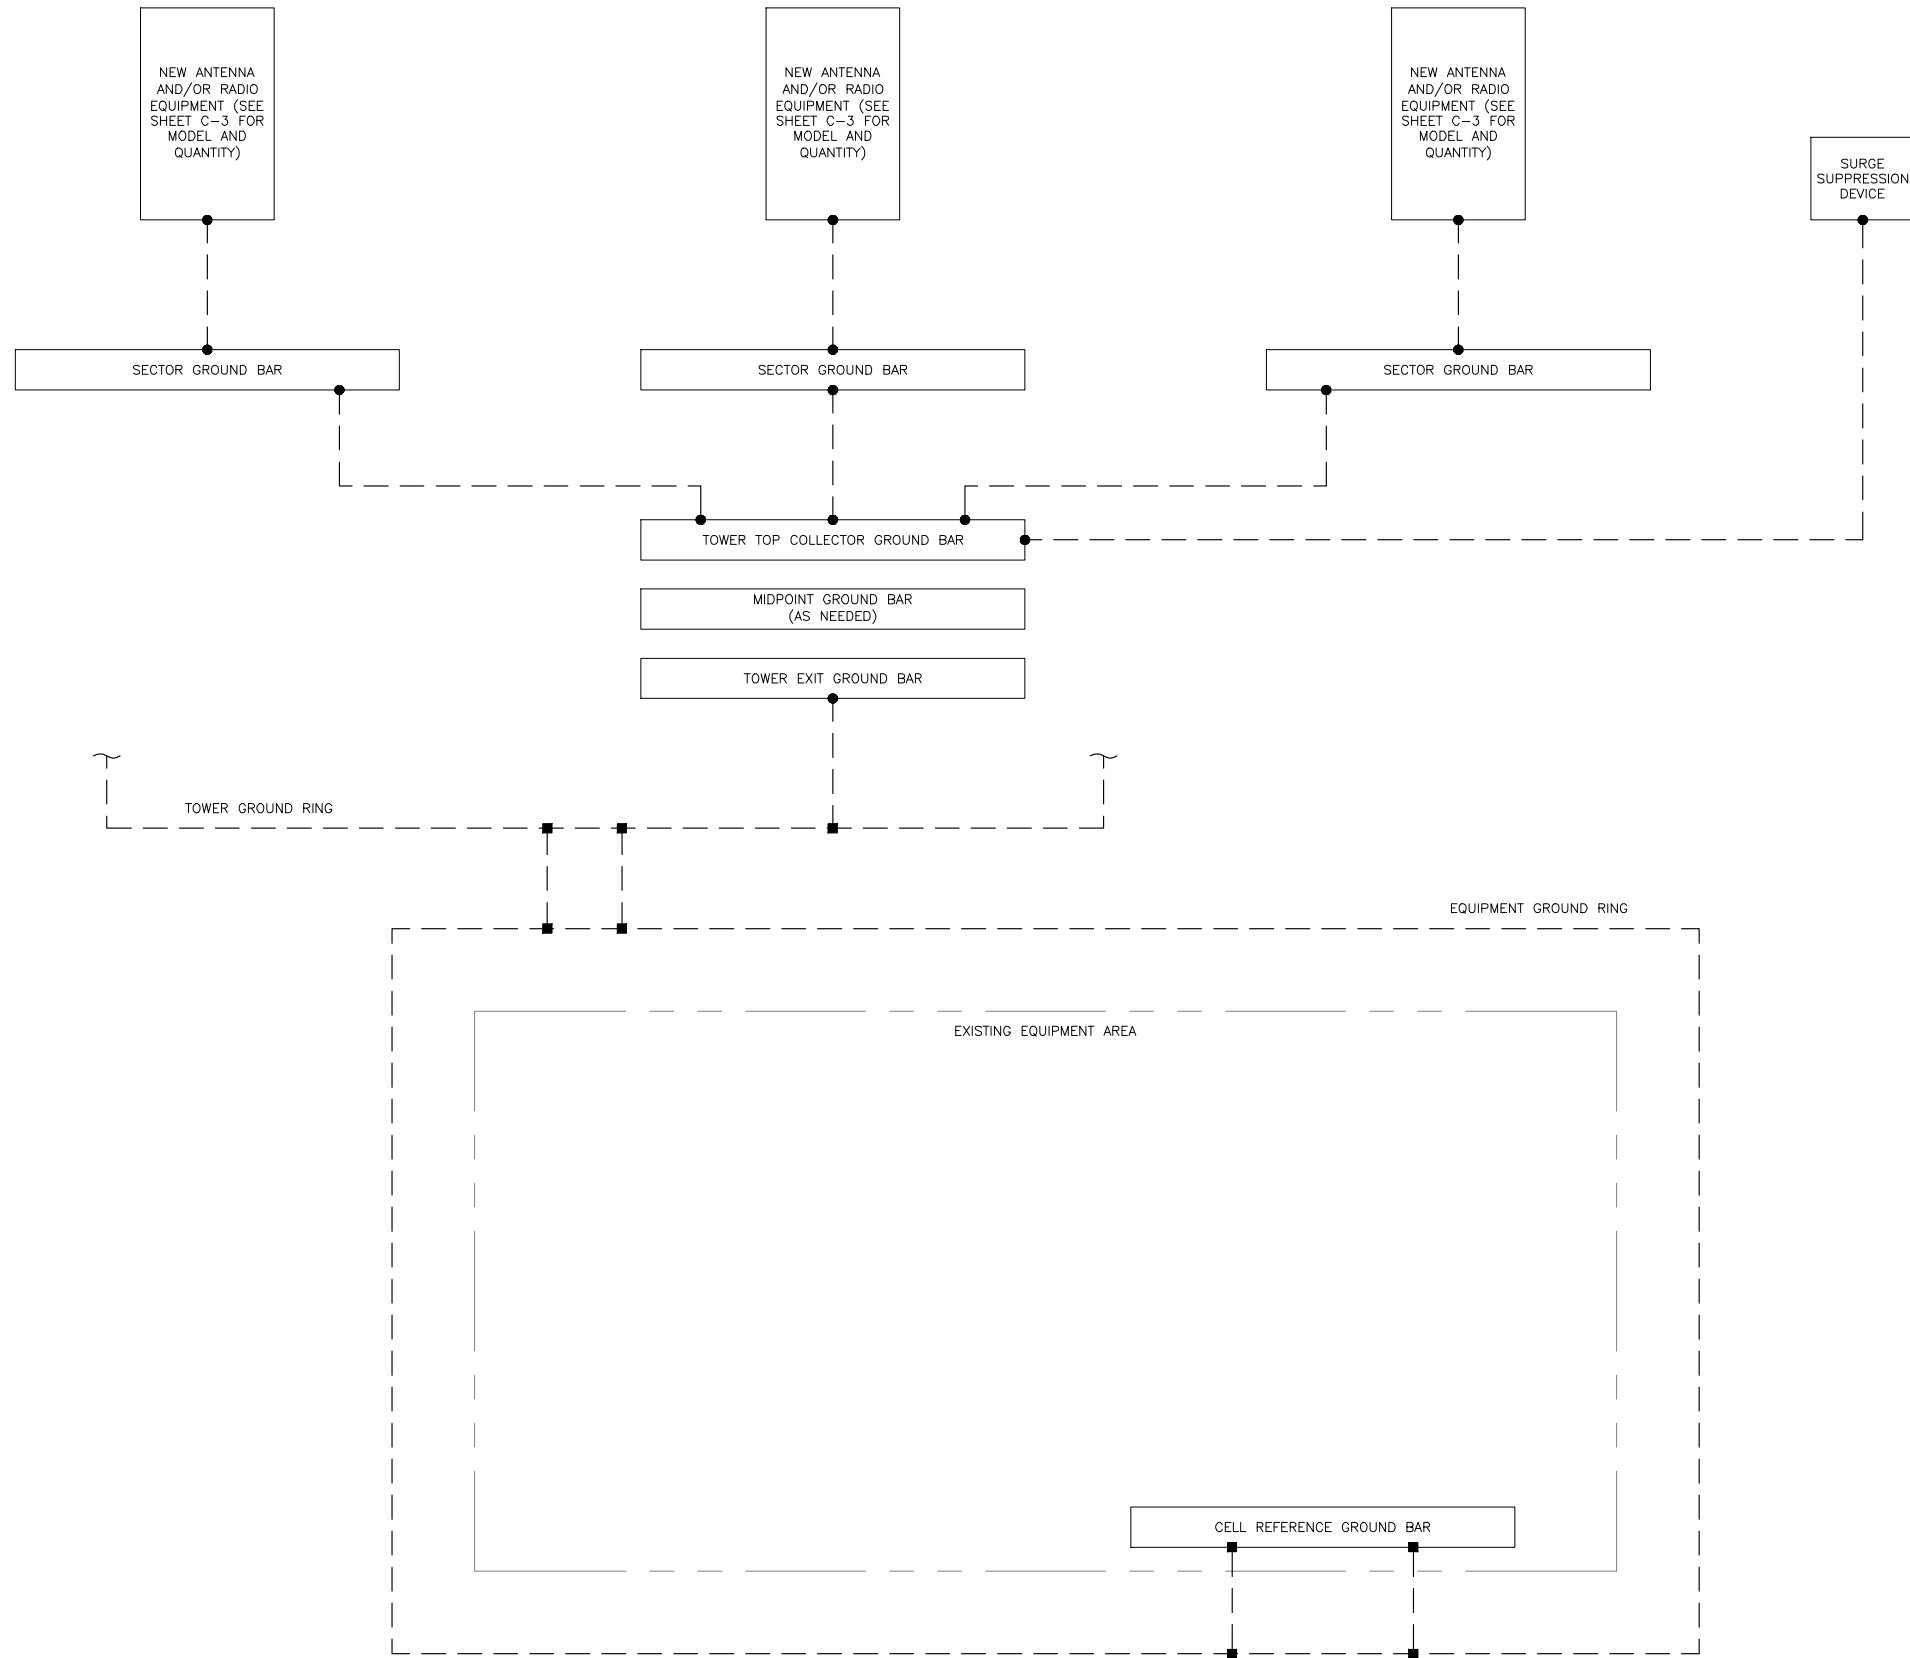 NEW ANTENNA
AND/OR RADIO
EQUIPMENT (SEE
SHEET C-3 FOR
MODEL AND
QUANTITY)
NEW ANTENNA
AND/OR RADIO
EQUIPMENT (SEE
SHEET C-3 FOR
MODEL AND
QUANTITY)
NEW ANTENNA
AND/OR RADIO
EQUIPMENT (SEE
SHEET C-3 FOR
MODEL AND
QUANTITY)
SURGE
SUPPRESSION
DEVICE
SECTOR GROUND BAR
SECTOR GROUND BAR
SECTOR GROUND BAR
TOWER TOP COLLECTOR GROUND BAR
MIDPOINT GROUND BAR
(AS NEEDED)
TOWER EXIT GROUND BAR
TOWER GROUND RING
EQUIPMENT GROUND RING
EXISTING EQUIPMENT AREA
CELL REFERENCE GROUND BAR